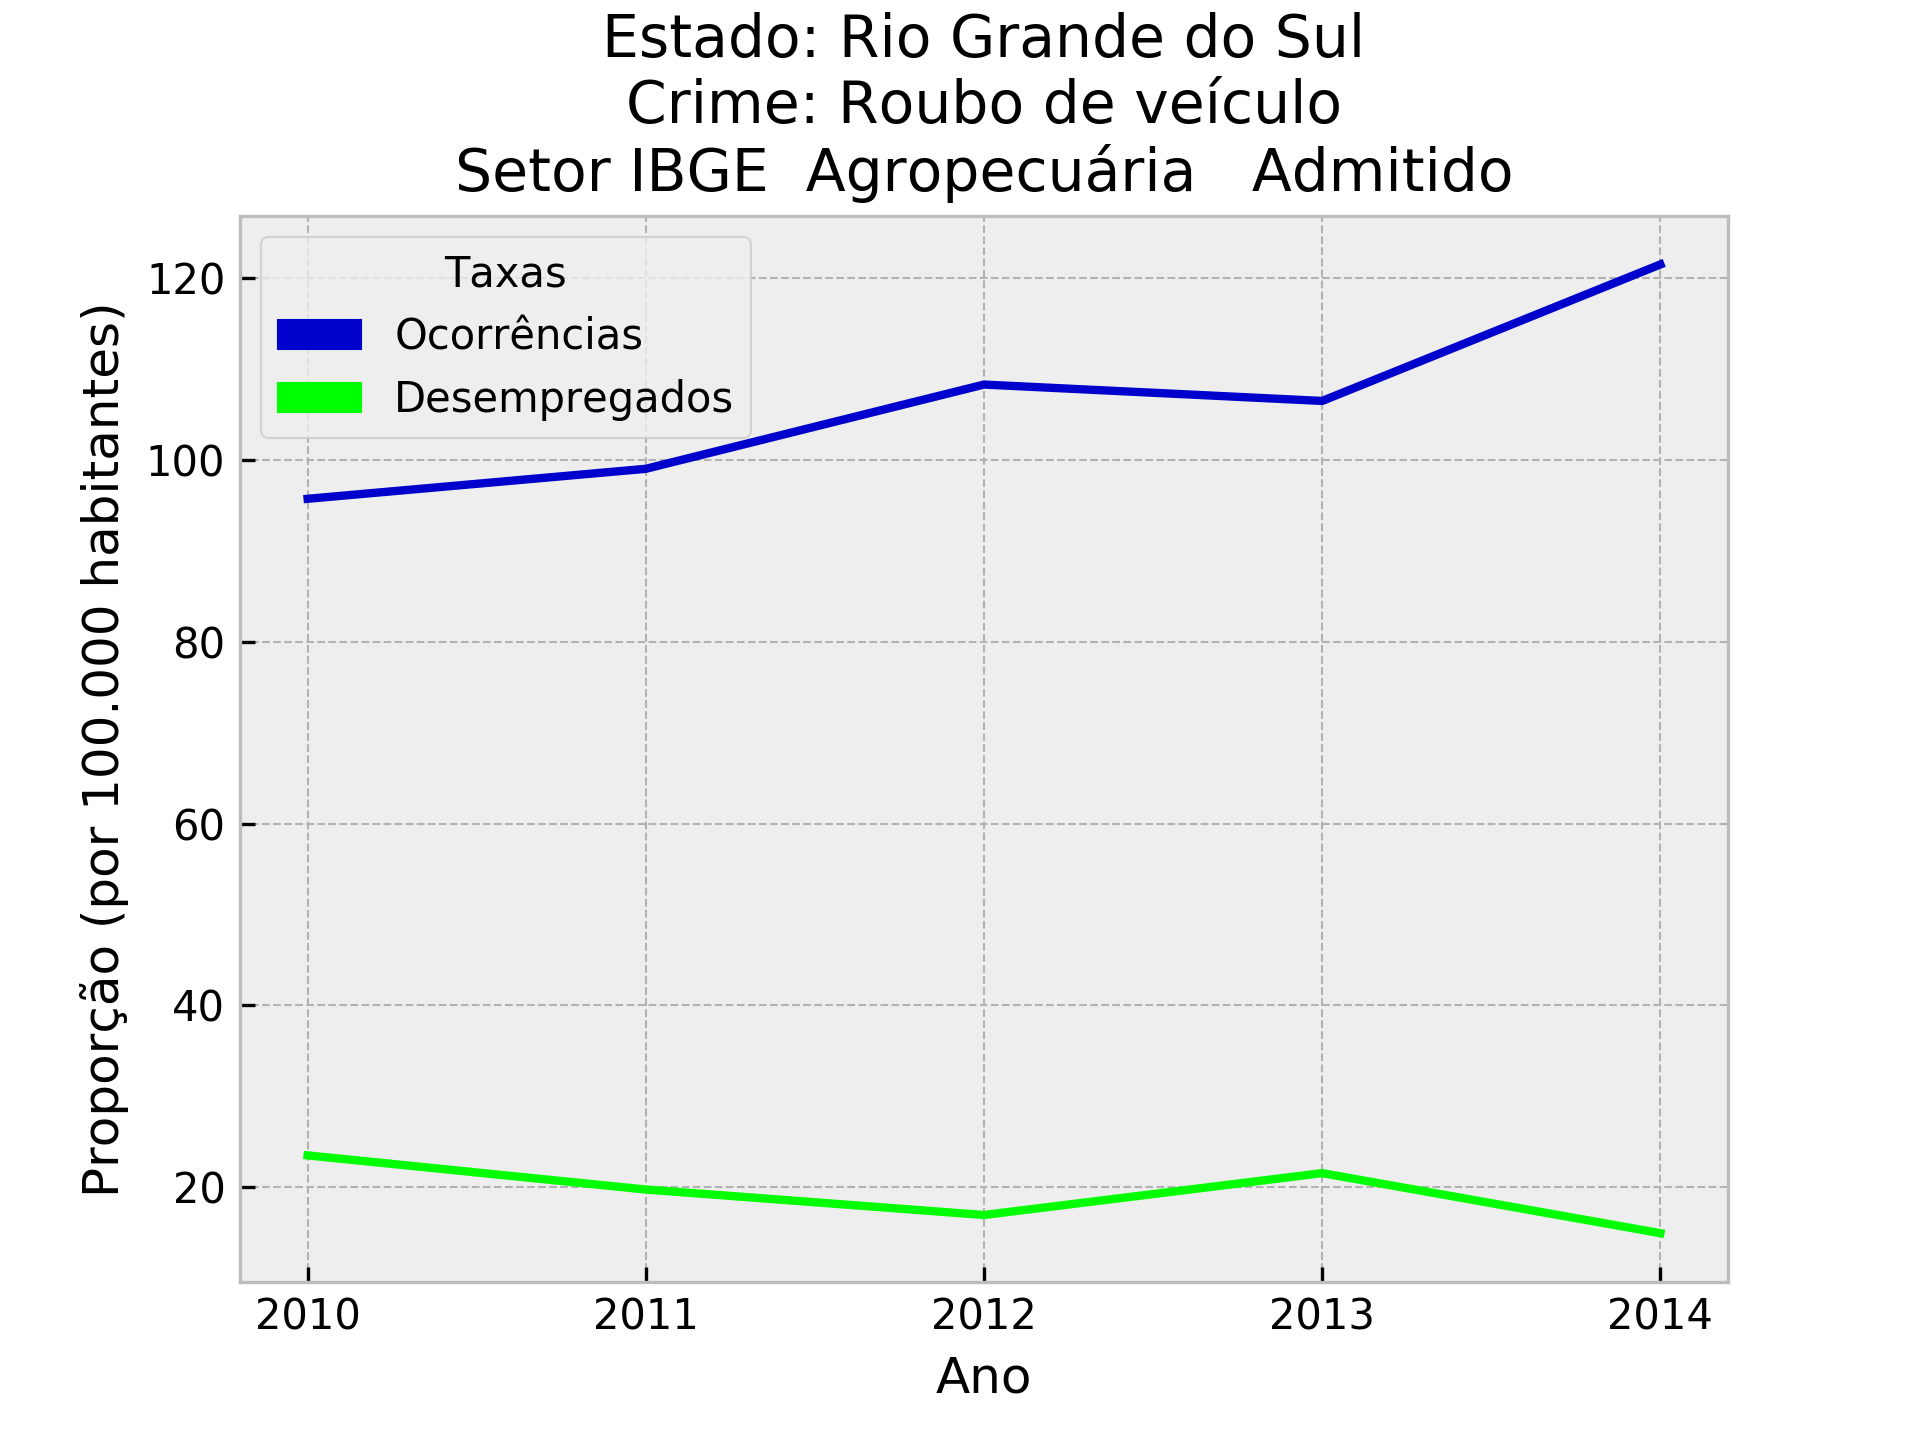 Estado: Rio Grande do Sul
Crime: Roubo de veículo
Setor IBGE  Agropecuária   Admitido
Taxas
Ocorrências
Desempregados
120
100
80
60
40
20
Proporção (por 100.000 habitantes)
2010 2011 2012 2013 2014
Ano